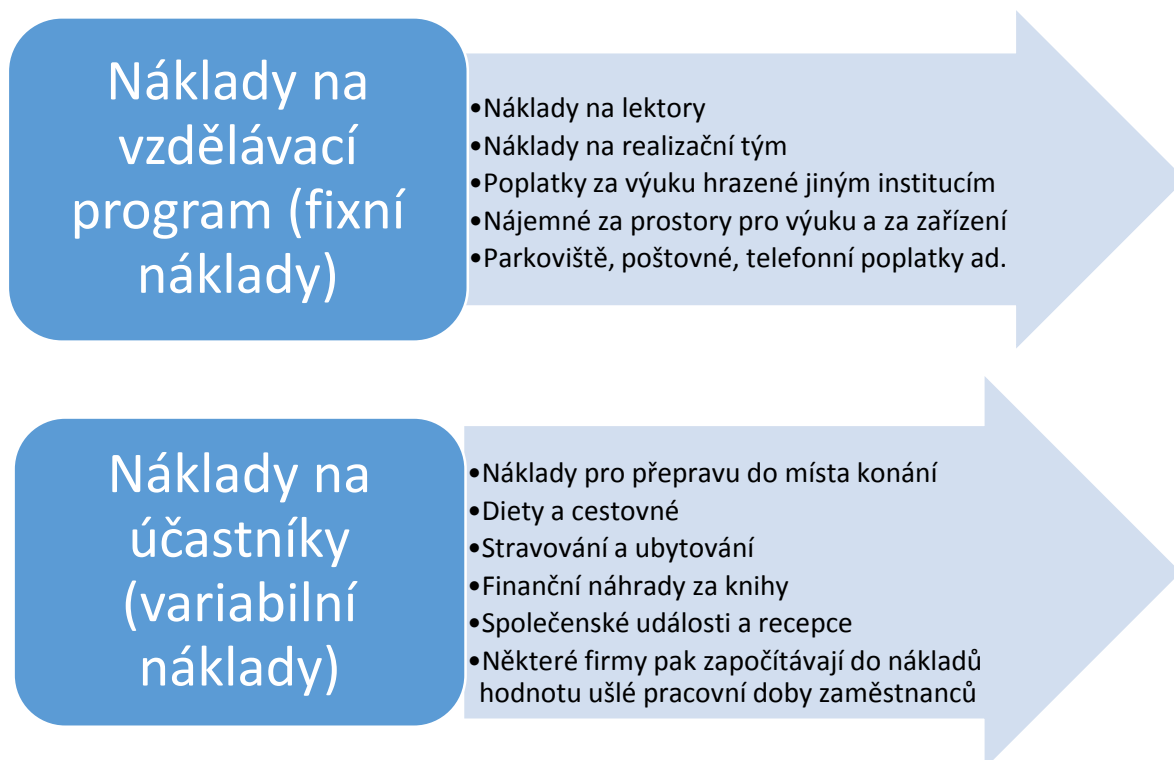 Náklady na
vzdělávací
program (fixní
náklady)
•Náklady na lektory
•Náklady na realizační tým
•Poplatky za výuku hrazené jiným institucím
•Nájemné za prostory pro výuku a za zařízení
•Parkoviště, poštovné, telefonní poplatky ad.
Náklady na
účastníky
(variabilní
náklady)
•Náklady pro přepravu do místa konání
•Diety a cestovné
•Stravování a ubytování
•Finanční náhrady za knihy
•Společenské události a recepce
•Některé firmy pak započítávají do nákladů
hodnotu ušlé pracovní doby zaměstnanců